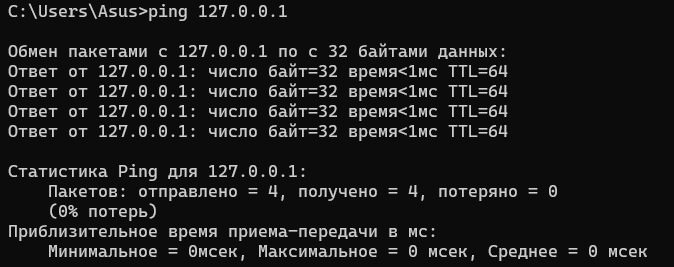 C:\Users\Asus>ping 127.0.0.1
Обмен пакетами с 127.0.0.1 по с 32 байтами данных:
Ответ от 127.0.0.1: число байт=32 время<1мс TTL=64
Ответ от 127.0.0.1: число байт=32 время<1мс TTL=64
Ответ от 127.0.0.1: число байт=32 время<1мс TTL=64
Ответ от 127.0.0.1: число байт=32 время<1мс TTL=64
Статистика Ping для 127.0.0.1:
Пакетов: отправлено = 4, получено = 4, потеряно = 0
(0% потерь)
Приблизительное время приема-передачи в мс:
Минимальное = 0мсек, Максимальное = 0 мсек, Среднее = 0 мсек